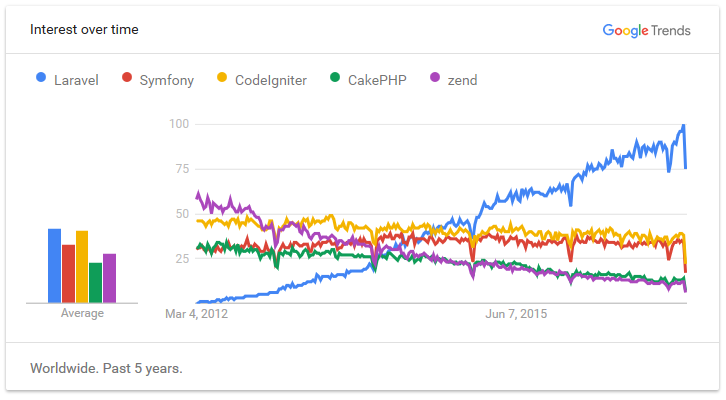 Interest over time
Google Trends
Laravel Symfony CodeIgniter CakePHP zend
100
75
50
25
Average
Mar 4, 2012
Jun 7, 2015
Worldwide. Past 5 years.